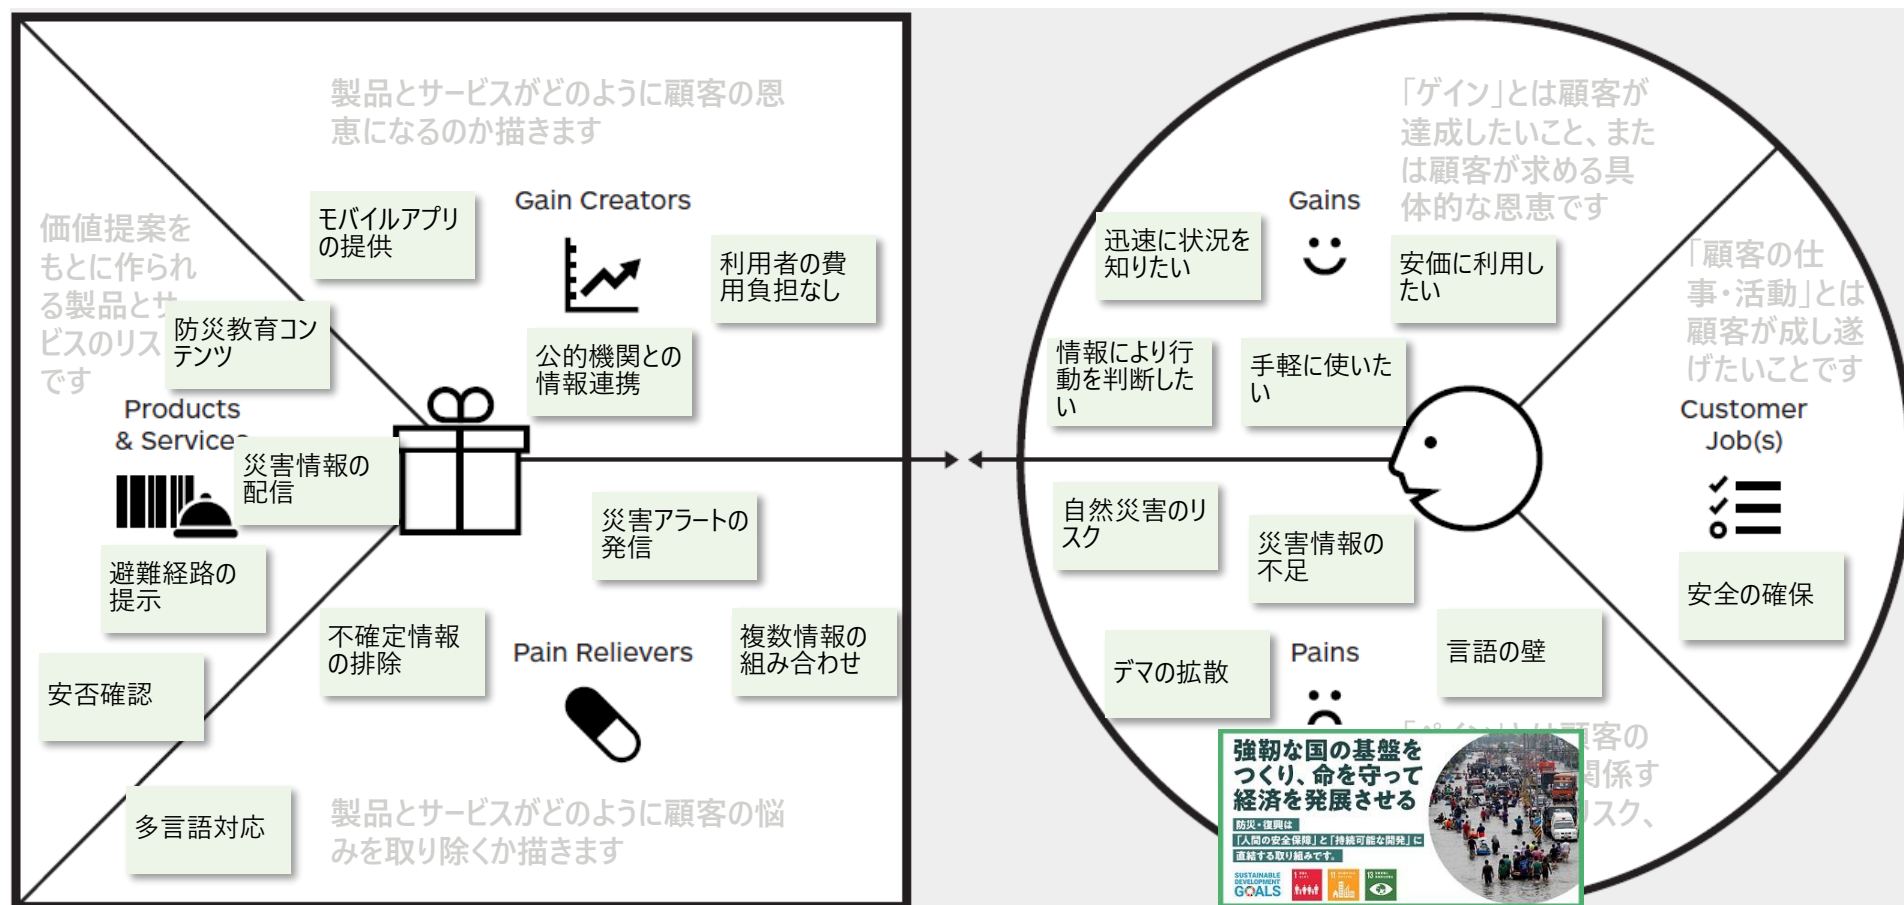 製品とサービスがどのように顧客の恩
恵になるのか描きます
Gain Creators
モバイルアプリ
の提供
利用者の費
用負担なし
公的機関との
情報連携
価値提案を
もとに作られ
る製品とサー
ビスのリス
です
防災教育コン
テンツ
Products
& Services
災害情報の
配信
避難経路の
提示
安否確認
多言語対応
災害アラートの
発信
不確定情報
の排除
Pain Relievers
複数情報の
組み合わせ
製品とサービスがどのように顧客の悩
みを取り除くか描きます
「ゲイン」とは顧客が
達成したいこと、また
は顧客が求める具
体的な恩恵です
Gains
迅速に状況を
知りたい
安価に利用し
たい
情報により行
動を判断した
い
手軽に使いた
い
「顧客の仕
事・活動」とは
顧客が成し遂
げたいことです
Customer
Job(s)
安全の確保
自然災害のリ
スク
災害情報の
不足
デマの拡散
Pains
言語の壁
「ペイン」とは顧客の
関係す
リスク、
強靭な国の基盤を
つくり、命を守って
経済を発展させる
防災・復興は
「人間の安全保障」と「持続可能な開発」に
直結する取り組みです。
SUSTAINABLE
DEVELOPMENT
GOALS
1
11
13